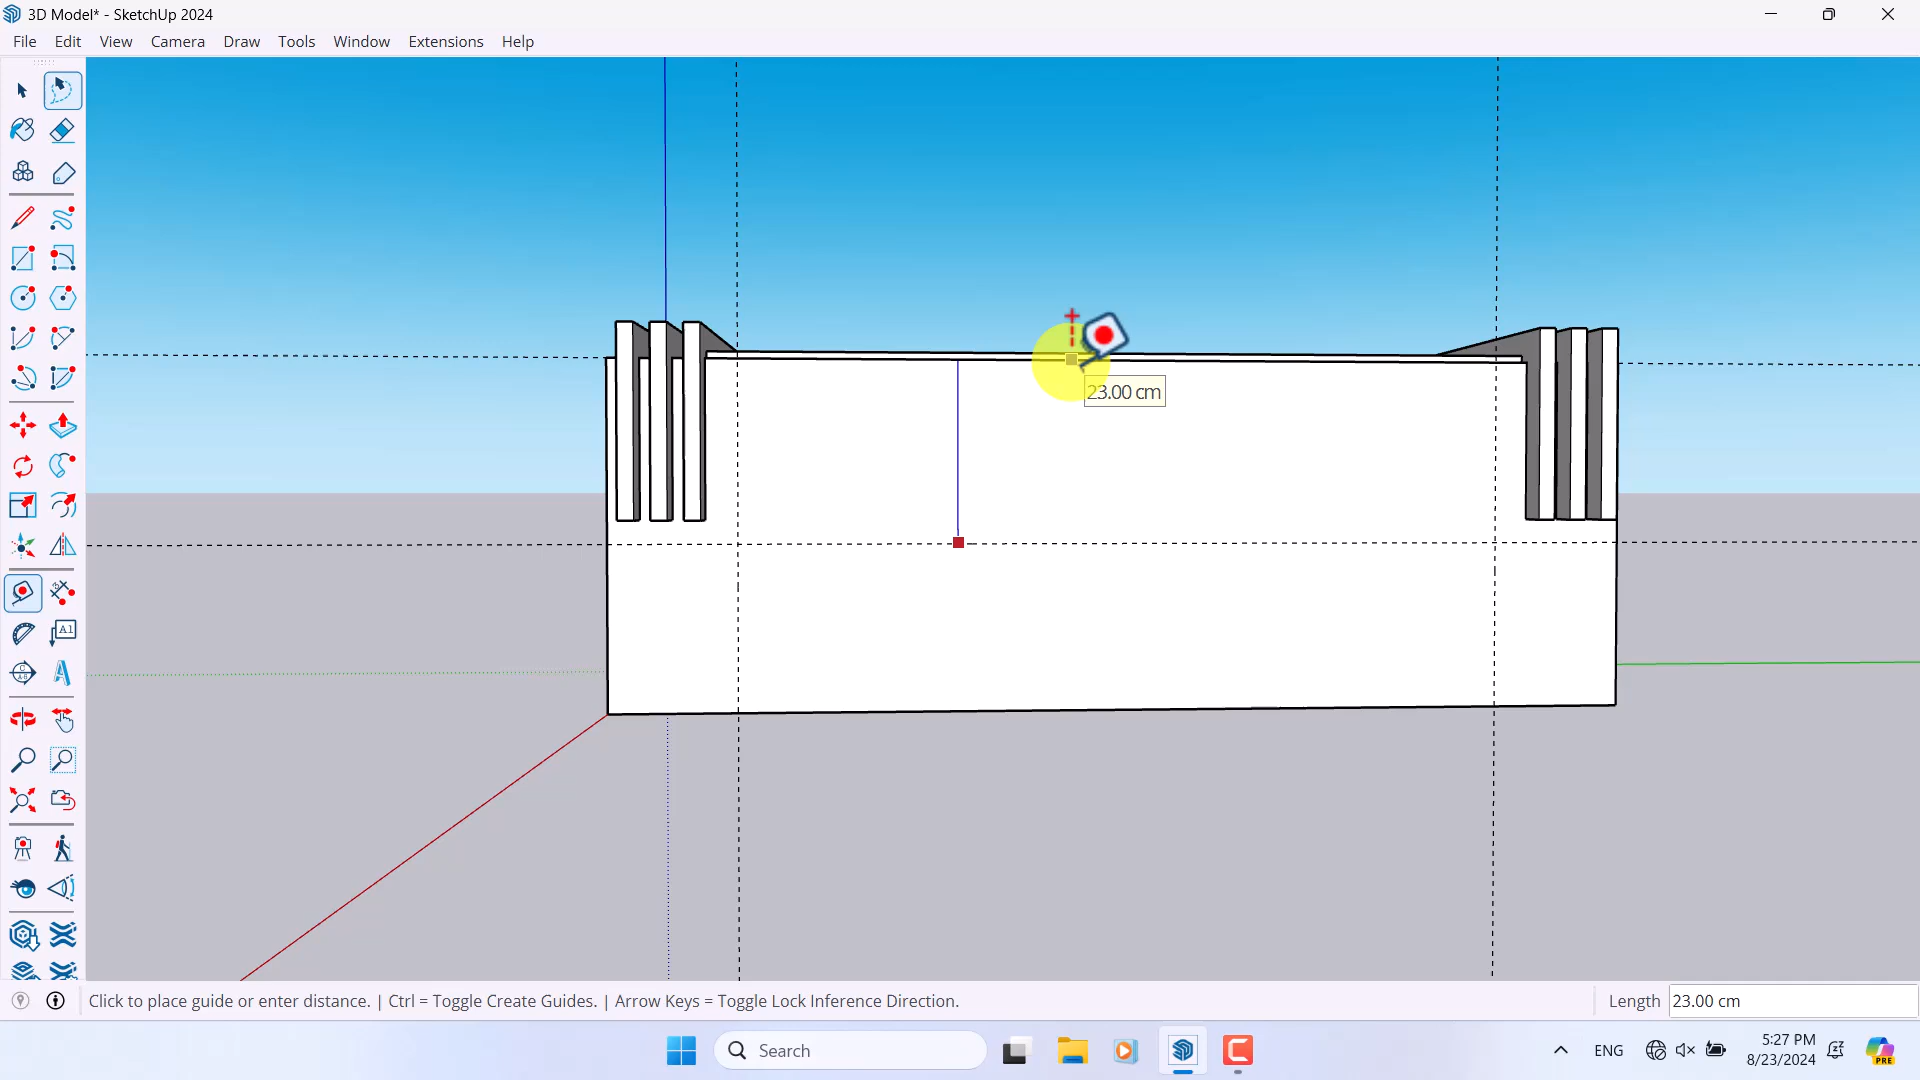 3D Model* - SketchUp 2024
File Edit View Camera Draw Tools Window Extensions Help
23.00 cm
Click to place guide or enter distance. | Ctrl = Toggle Create Guides. | Arrow Keys = Toggle Lock Inference Direction.
Length 23.00 cm
Search
ENG
5:27 PM
8/23/2024
PRE